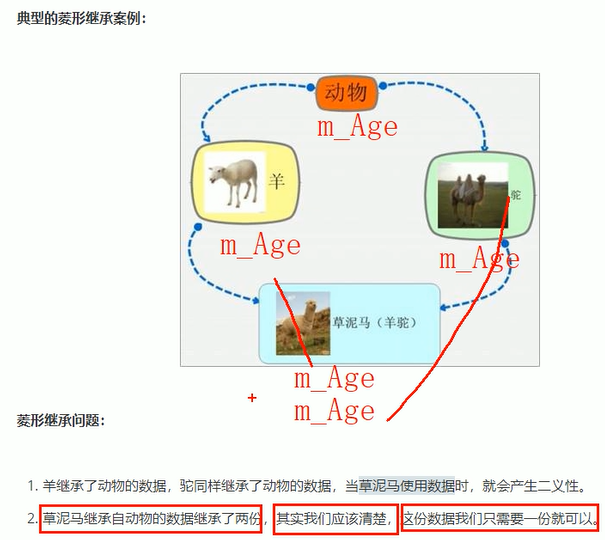 典型的菱形继承案例：
动物
m_Age
羊
驼
m_Age
m_Age
草泥马（羊驼）
m_Age
m_Age
菱形继承问题：
1. 羊继承了动物的数据，驼同样继承了动物的数据，当草泥马使用数据时，就会产生二义性。
2. 草泥马继承自动物的数据继承了两份，其实我们应该清楚，这份数据我们只需要一份就可以。